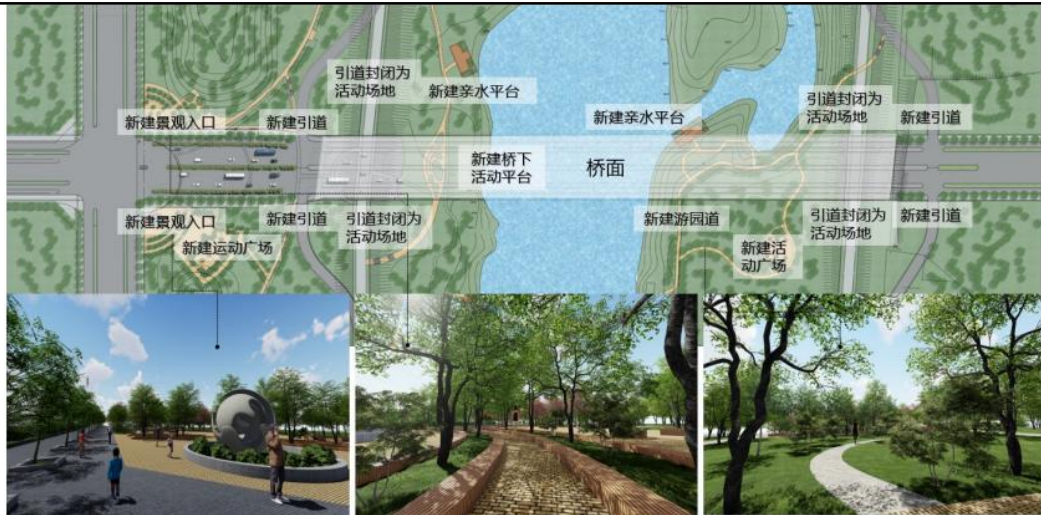 引道封闭为
活动场地
新建亲水平台
引道封闭为
活动场地
新建景观入口
新建引道
新建亲水平台
新建引道
新建桥下
活动平台
桥面
新建景观入口
新建引道
引道封闭为
活动场地
新建游园道
引道封闭为
活动场地
新建引道
新建运动广场
新建活
动广场